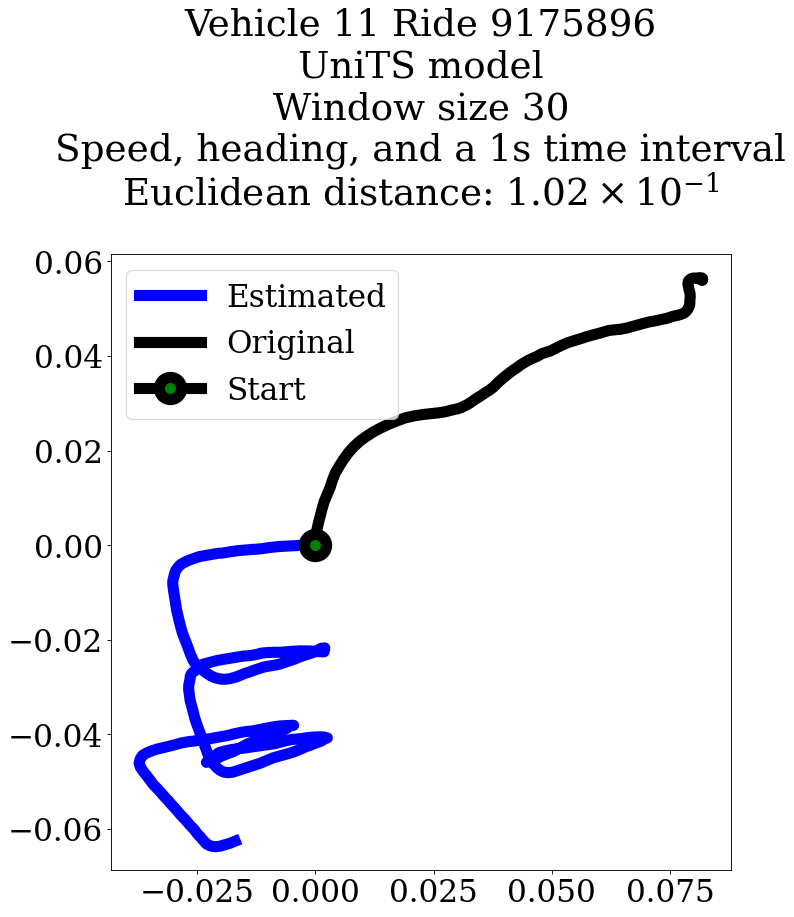 Vehicle 11 Ride 9175896
UniTS model
Window size 30
Speed, heading, and a 1s time interval
Euclidean distance: 1.02 × 10⁻¹
0.06
0.04
0.02
0.00
−0.02
−0.04
−0.06
Estimated
Original
Start
−0.025 0.000 0.025 0.050 0.075